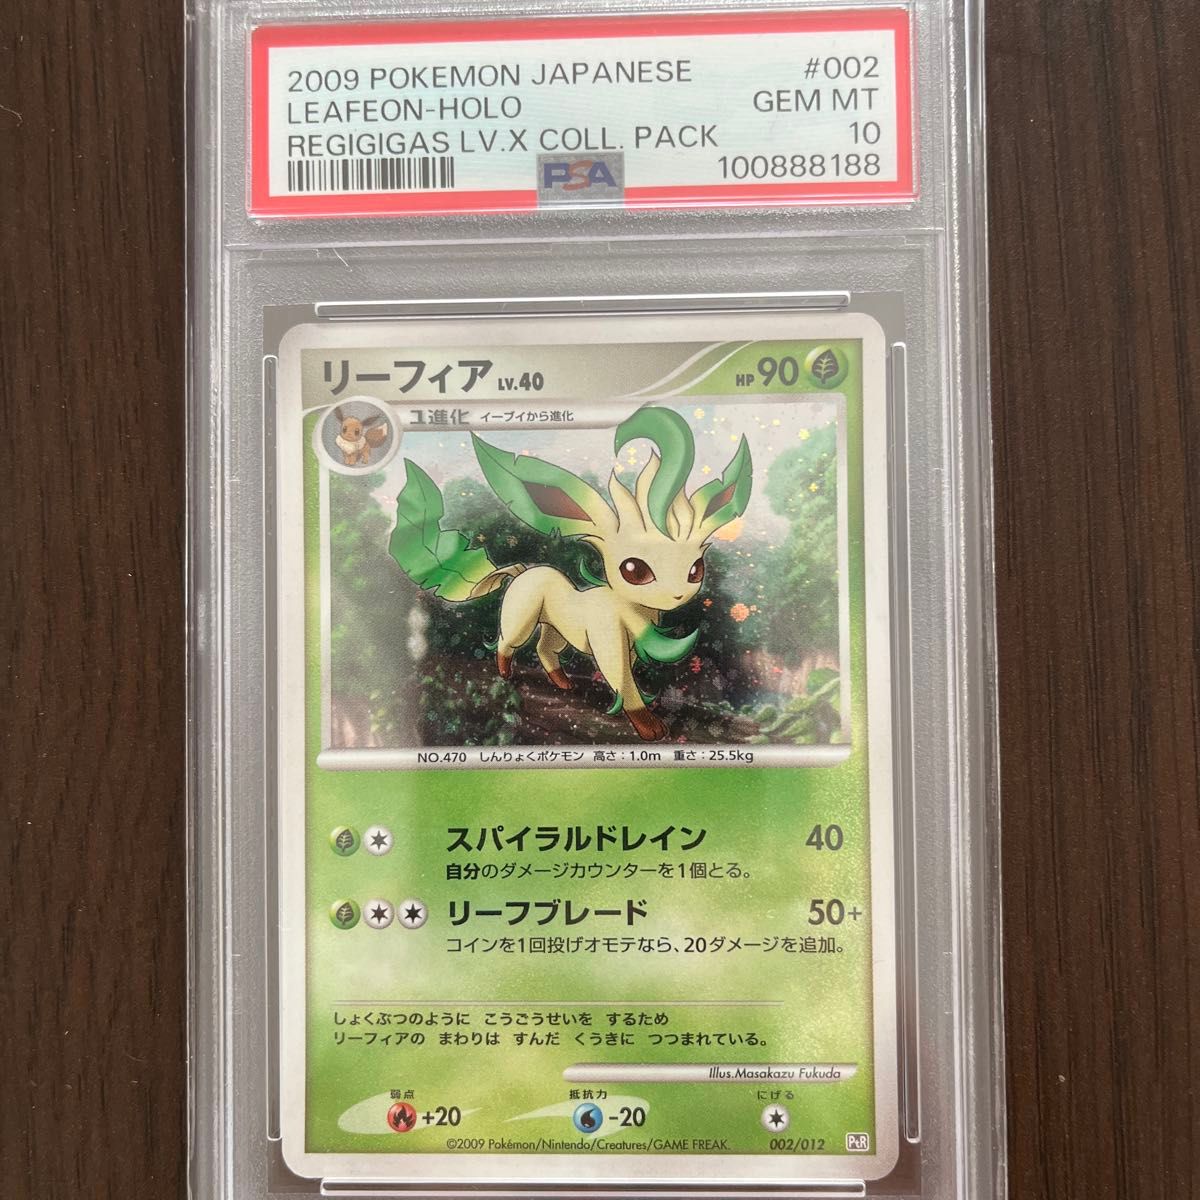 2009 POKEMON JAPANESE #002
LEAFEON-HOLO GEM MT
REGIGIGAS LV.X COLL. PACK 10
100888188
PSA
リーフィア LV.40 HP 90
1進化 イーブイから進化
NO.470 しんりょくポケモン 高さ:1.0m 重さ:25.5kg
スパイラルドレイン 40
自分のダメージカウンターを1個とる。
リーフブレード 50+
コインを1回投げオモテなら、20ダメージを追加。
しょくぶつのように こうごうせいを するため
リーフィアの まわりは すんだ くうきに つつまれている。
Illus.Masakazu Fukuda
弱点 抵抗力 にげる
+20 -20
©2009 Pokémon/Nintendo/Creatures/GAME FREAK. 002/012 PtR